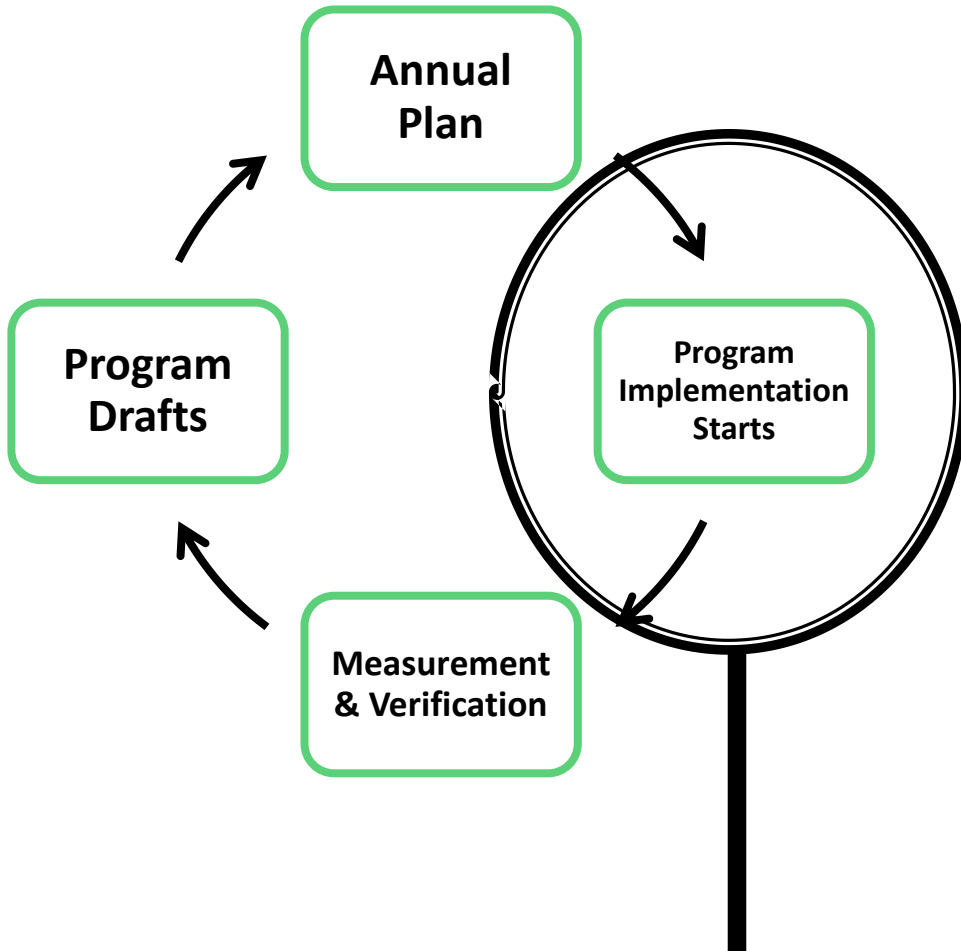 Annual
Plan
Program
Implementation
Starts
Measurement
& Verification
Program
Drafts